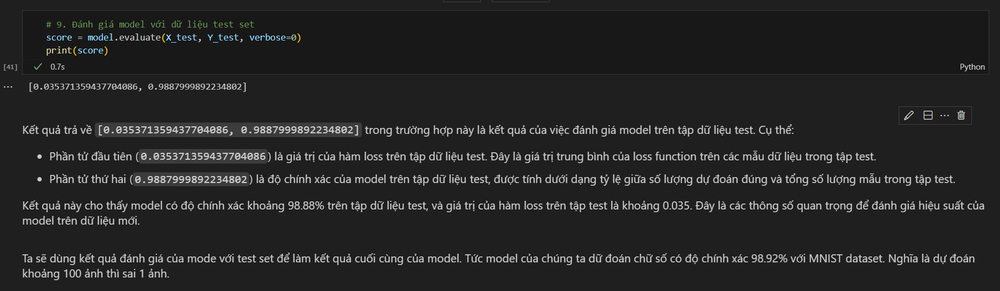 # 9. Đánh giá model với dữ liệu test set
score = model.evaluate(X_test, Y_test, verbose=0)
print(score)
[41]
0.7s
Python
[0.035371359437704086, 0.9887999892234802]
Kết quả trả về [0.035371359437704086, 0.9887999892234802] trong trường hợp này là kết quả của việc đánh giá model trên tập dữ liệu test. Cụ thể:
• Phần tử đầu tiên (0.035371359437704086) là giá trị của hàm loss trên tập dữ liệu test. Đây là giá trị trung bình của loss function trên các mẫu dữ liệu trong tập test.
• Phần tử thứ hai (0.9887999892234802) là độ chính xác của model trên tập dữ liệu test, được tính dưới dạng tỷ lệ giữa số lượng dự đoán đúng và tổng số lượng mẫu trong tập test.
Kết quả này cho thấy model có độ chính xác khoảng 98.88% trên tập dữ liệu test, và giá trị của hàm loss trên tập test là khoảng 0.035. Đây là các thông số quan trọng để đánh giá hiệu suất của
model trên dữ liệu mới.
Ta sẽ dùng kết quả đánh giá của mode với test set để làm kết quả cuối cùng của model. Tức model của chúng ta dữ đoán chữ số có độ chính xác 98.92% với MNIST dataset. Nghĩa là dự đoán
khoảng 100 ảnh thì sai 1 ảnh.